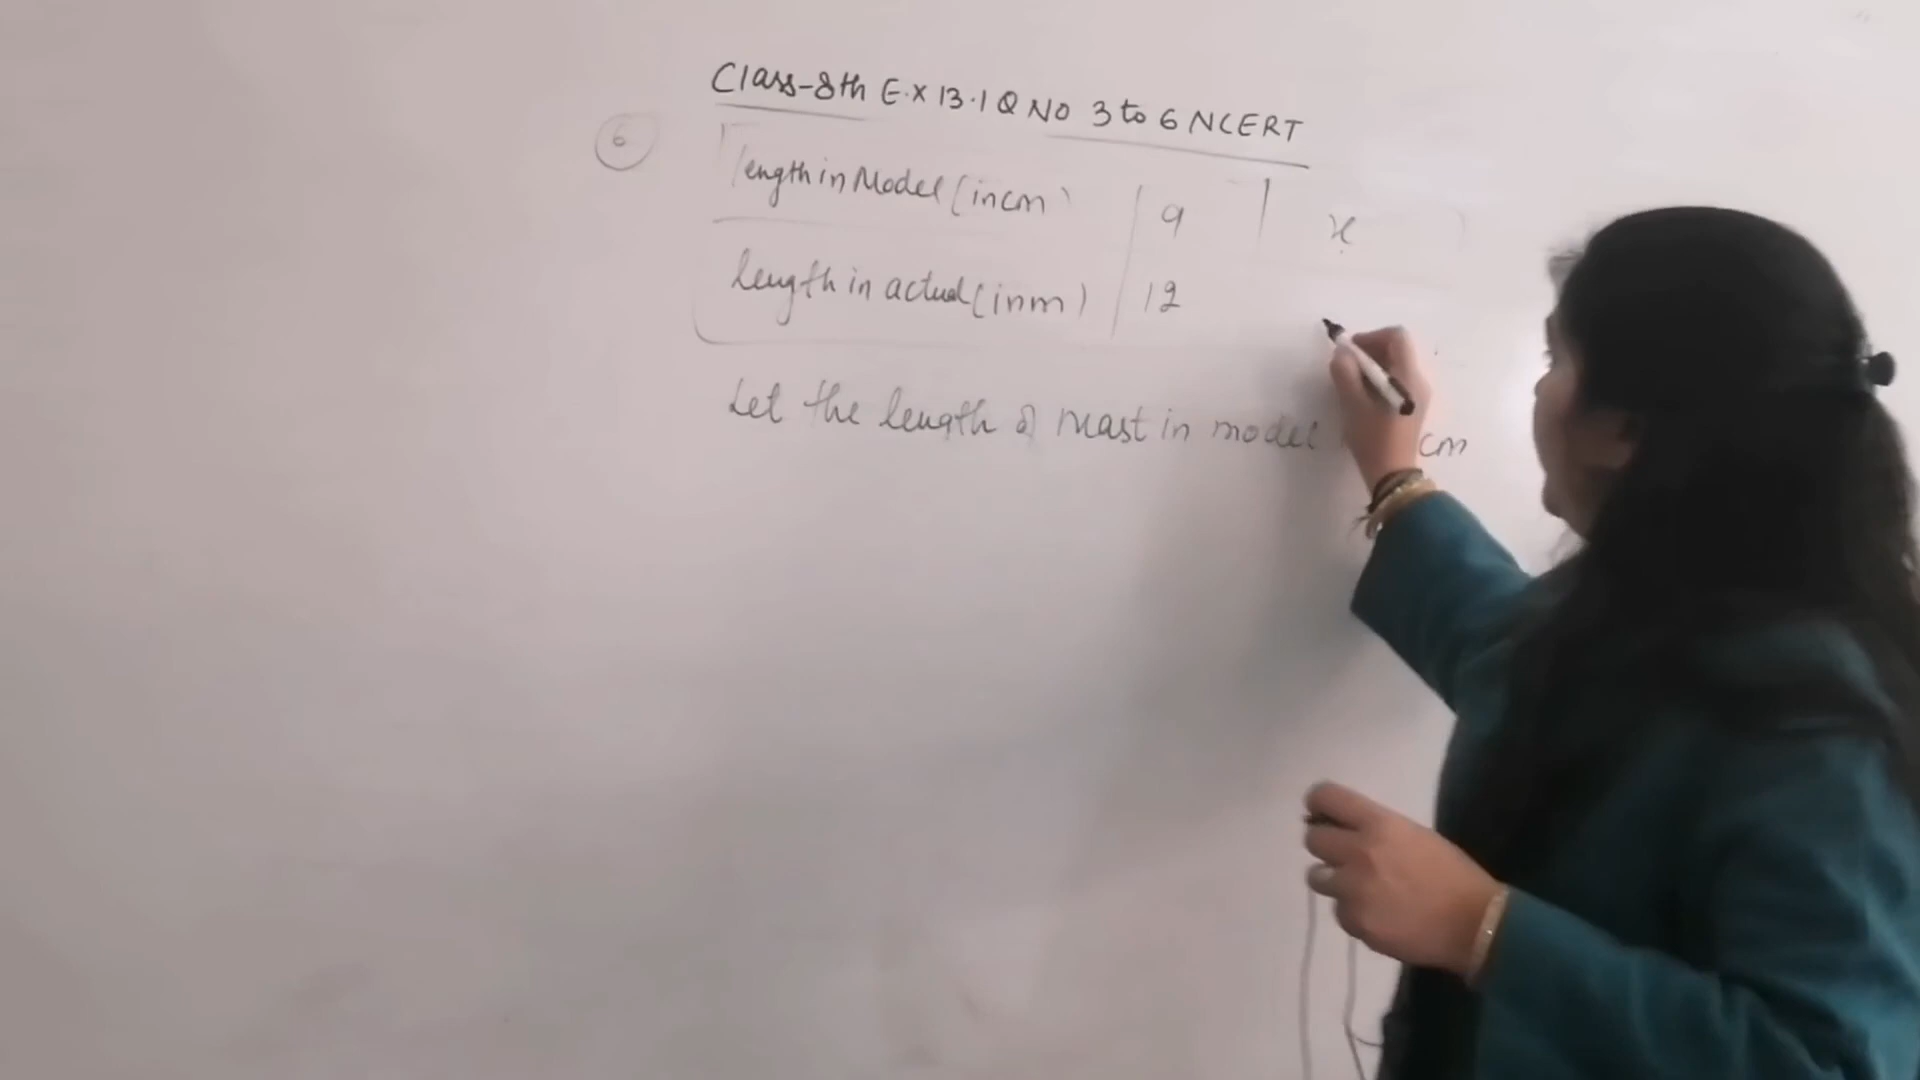 Class-8th E.X 13.1 Q NO 3 to 6 NCERT
6
length in Model (in cm) 9 x
length in actual (in m) 12
Let the length of Mast in model cm